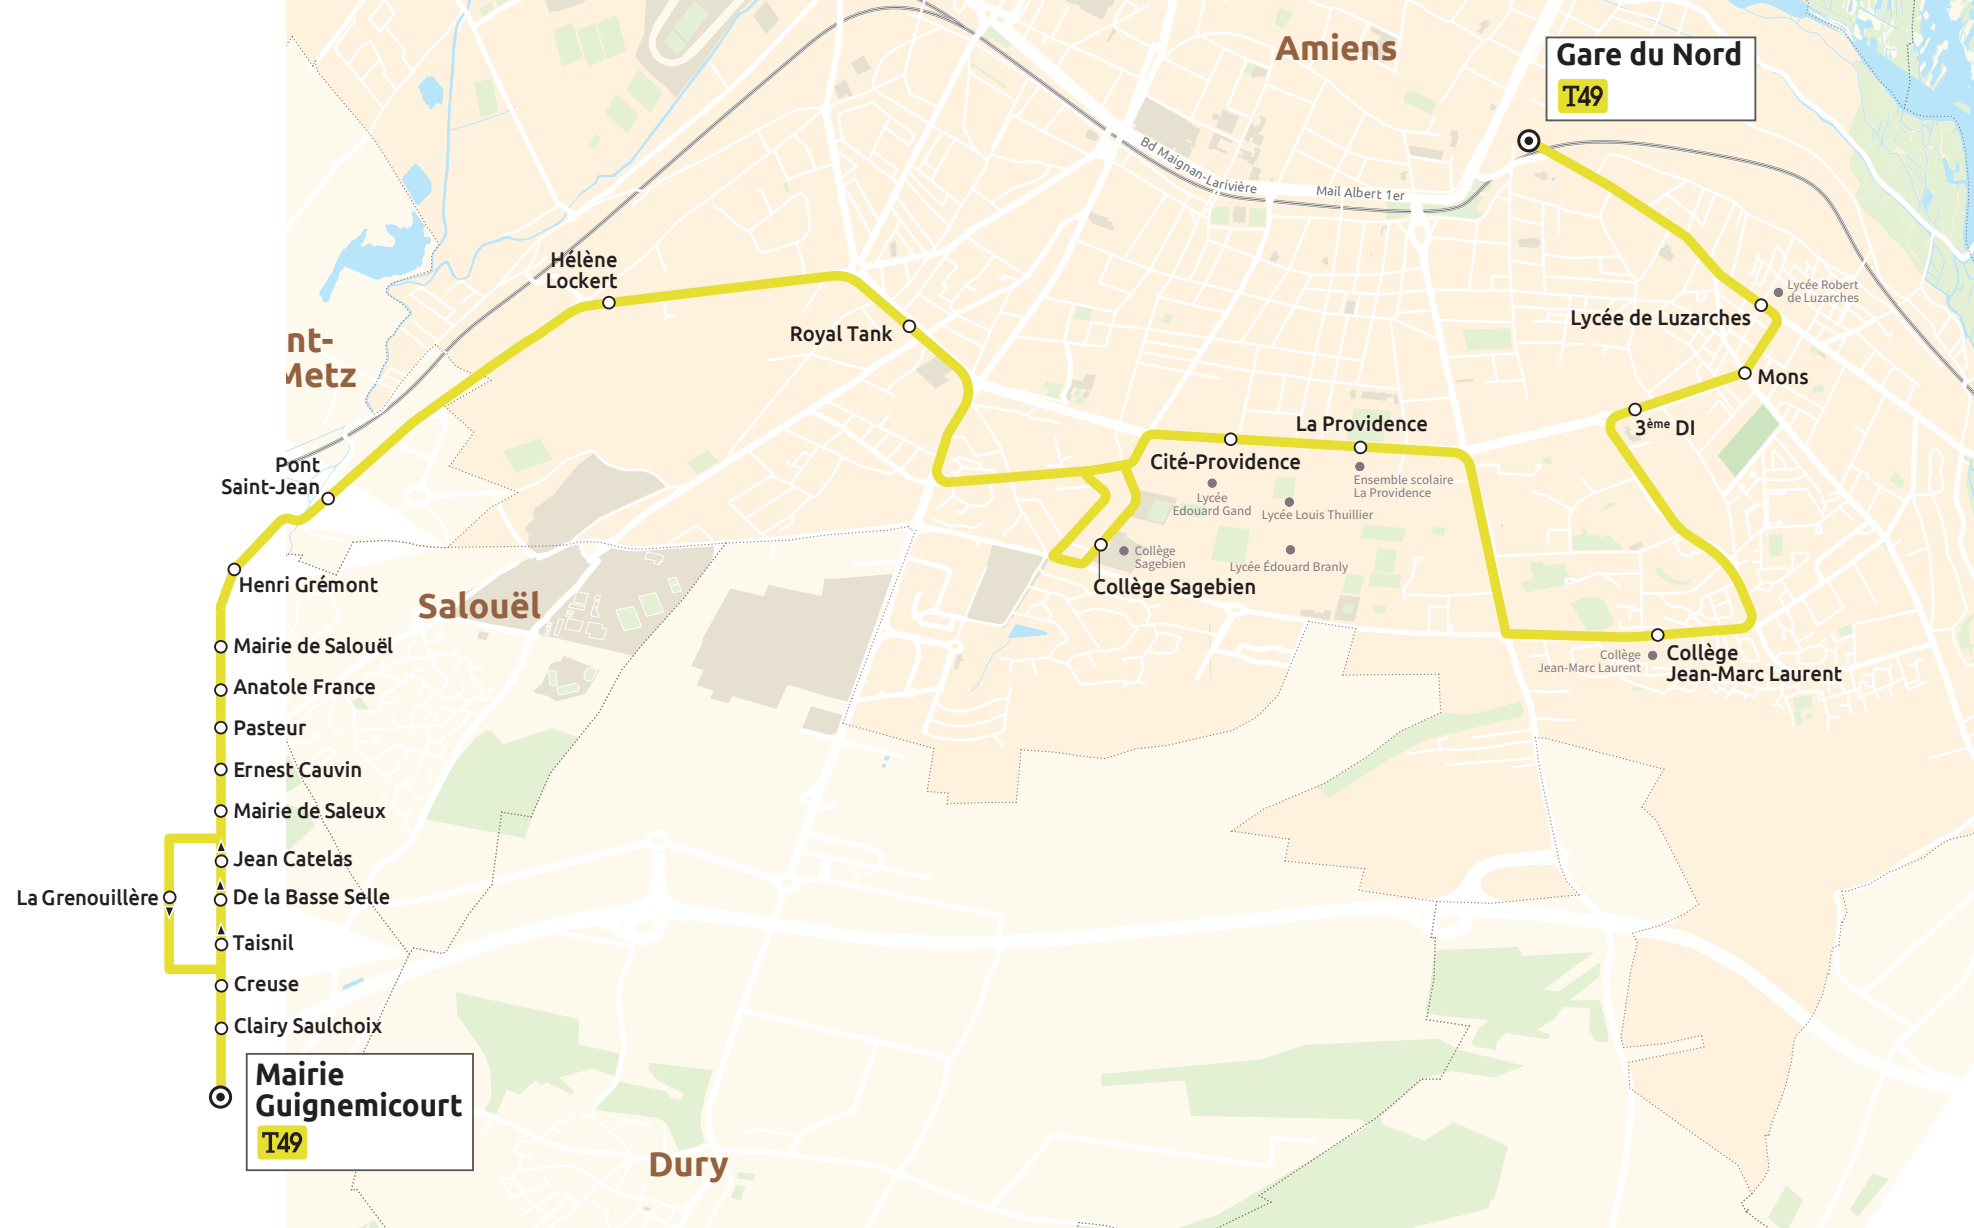 Amiens
Gare du Nord
T49
Bd Maignan-Larivière
Mail Albert 1er
Hélène
Lockert
Royal Tank
Lycée Robert
de Luzarches
Lycée de Luzarches
nt-
Metz
Mons
3ème DI
La Providence
Cité-Providence
Pont
Saint-Jean
Ensemble scolaire
La Providence
Lycée
Edouard Gand
Lycée Louis Thuillier
Collège
Sagebien
Lycée Édouard Branly
Collège Sagebien
Henri Grémont
Salouël
Mairie de Salouël
Collège
Jean-Marc Laurent
Collège
Jean-Marc Laurent
Anatole France
Pasteur
Ernest Cauvin
Mairie de Saleux
Jean Catelas
La Grenouillère
De la Basse Selle
Taisnil
Creuse
Clairy Saulchoix
Mairie
Guignemicourt
T49
Dury